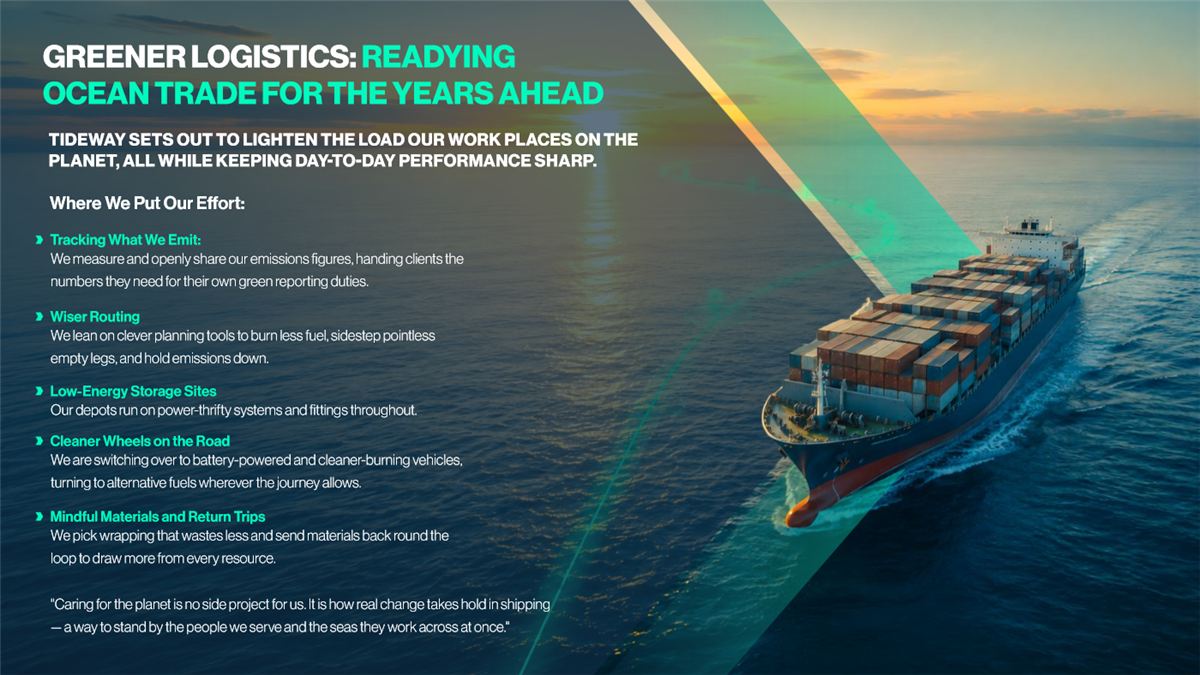 GREENER LOGISTICS: READYING
OCEAN TRADE FOR THE YEARS AHEAD
TIDEWAY SETS OUT TO LIGHTEN THE LOAD OUR WORK PLACES ON THE
PLANET, ALL WHILE KEEPING DAY-TO-DAY PERFORMANCE SHARP.
Where We Put Our Effort:
Tracking What We Emit:
We measure and openly share our emissions figures, handing clients the
numbers they need for their own green reporting duties.
Wiser Routing
We lean on clever planning tools to burn less fuel, sidestep pointless
empty legs, and hold emissions down.
Low-Energy Storage Sites
Our depots run on power-thrifty systems and fittings throughout.
Cleaner Wheels on the Road
We are switching over to battery-powered and cleaner-burning vehicles,
turning to alternative fuels wherever the journey allows.
Mindful Materials and Return Trips
We pick wrapping that wastes less and send materials back round the
loop to draw more from every resource.
"Caring for the planet is no side project for us. It is how real change takes hold in shipping
— a way to stand by the people we serve and the seas they work across at once."